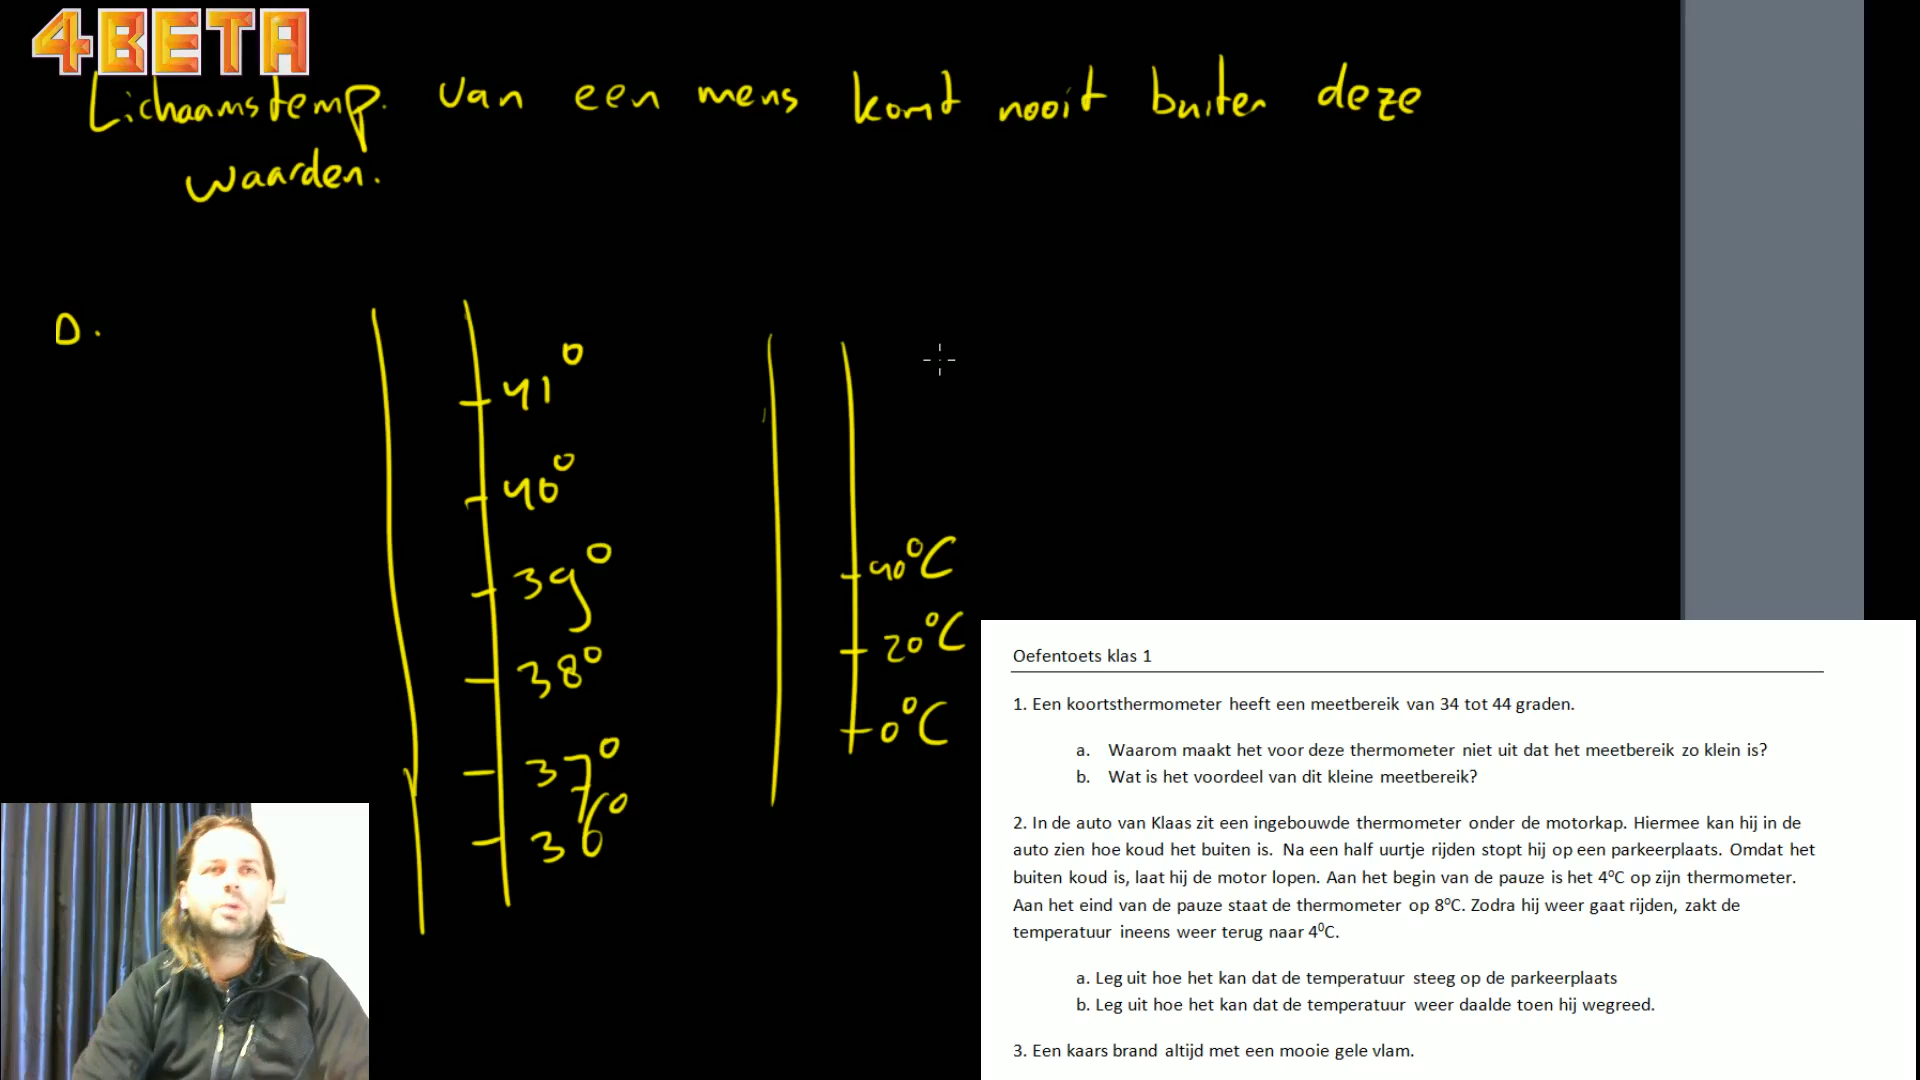 4BETA
Lichaamstemp. van een mens komt nooit buiten deze
waarden.
D.
41°
40°
39°
38°
37°
36°
40°C
20°C
0°C
Oefentoets klas 1
1. Een koortsthermometer heeft een meetbereik van 34 tot 44 graden.
a. Waarom maakt het voor deze thermometer niet uit dat het meetbereik zo klein is?
b. Wat is het voordeel van dit kleine meetbereik?
2. In de auto van Klaas zit een ingebouwde thermometer onder de motorkap. Hiermee kan hij in de
auto zien hoe koud het buiten is. Na een half uurtje rijden stopt hij op een parkeerplaats. Omdat het
buiten koud is, laat hij de motor lopen. Aan het begin van de pauze is het 4°C op zijn thermometer.
Aan het eind van de pauze staat de thermometer op 8°C. Zodra hij weer gaat rijden, zakt de
temperatuur ineens weer terug naar 4⁰C.
a. Leg uit hoe het kan dat de temperatuur steeg op de parkeerplaats
b. Leg uit hoe het kan dat de temperatuur weer daalde toen hij wegreed.
3. Een kaars brand altijd met een mooie gele vlam.